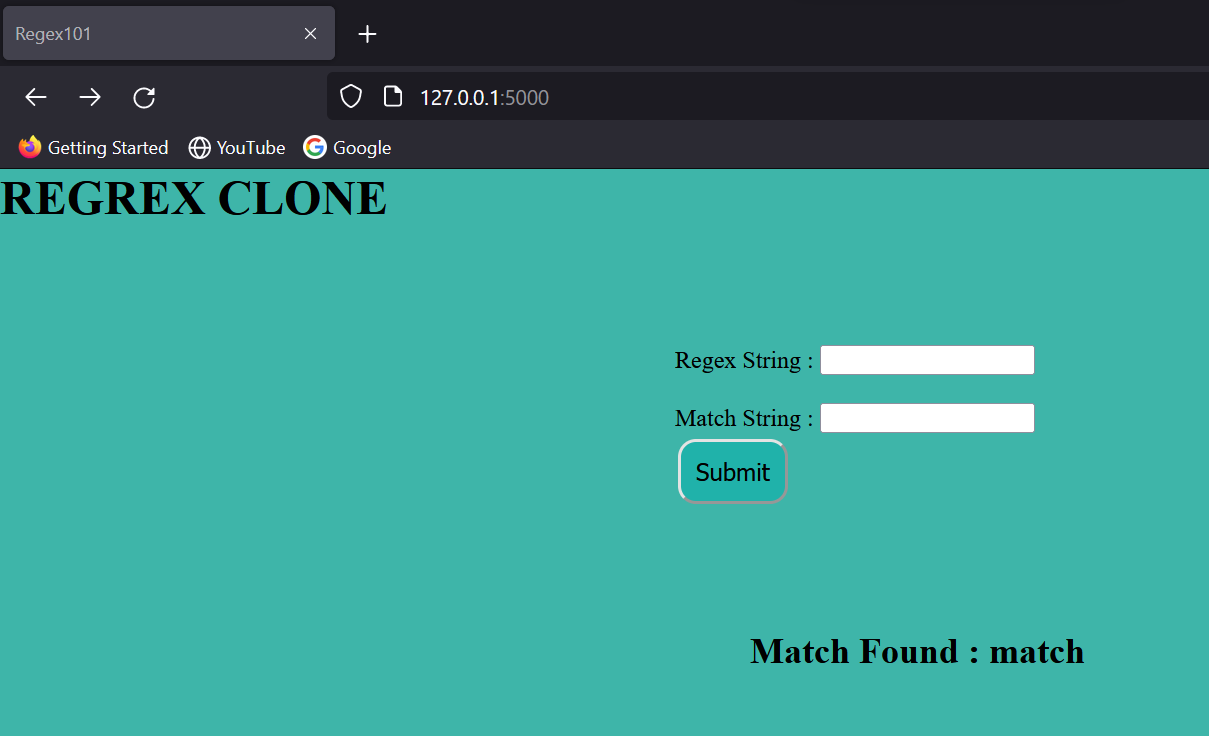 Regex101
127.0.0.1:5000
Getting Started YouTube Google
REGREX CLONE
Regex String :
Match String :
Submit
Match Found : match